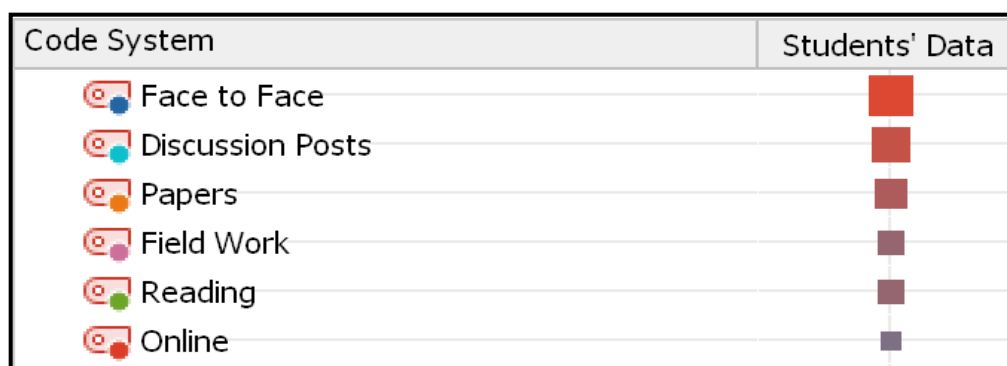 Code System
Students' Data
Face to Face
Discussion Posts
Papers
Field Work
Reading
Online